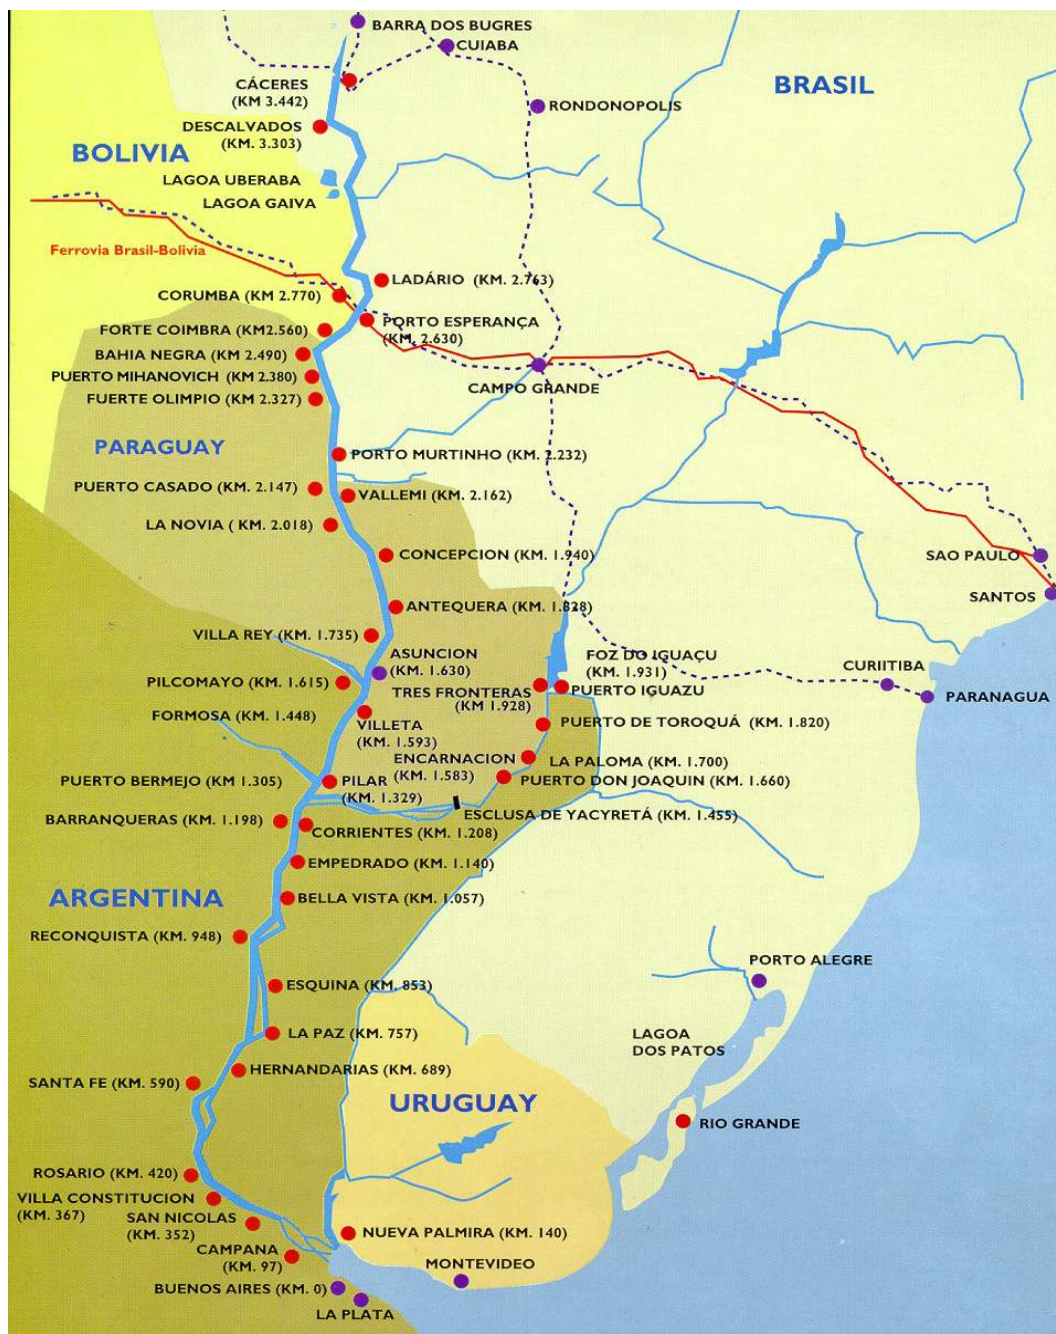 BARRA DOS BUGRES
CUIABA
BRASIL
CÁCERES
(KM 3.442)
RONDONOPOLIS
DESCALVADOS
(KM. 3.303)
BOLIVIA
LAGOA UBERABA
LAGOA GAIVA
Ferrovia Brasil-Bolivia
LADÁRIO (KM. 2.763)
CORUMBA (KM 2.770)
PORTO ESPERANÇA
(KM. 2.630)
FORTE COIMBRA (KM2.560)
BAHIA NEGRA (KM 2.490)
PUERTO MIHANOVICH (KM 2.380)
CAMPO GRANDE
FUERTE OLIMPIO (KM 2.327)
PARAGUAY
PORTO MURTINHO (KM. 2.232)
PUERTO CASADO (KM. 2.147)
VALLEMI (KM. 2.162)
LA NOVIA ( KM. 2.018)
CONCEPCION (KM. 1.940)
SAO PAULO
SANTOS
ANTEQUERA (KM. 1.828)
VILLA REY (KM. 1.735)
ASUNCION
(KM. 1.630)
FOZ DO IGUAÇU
(KM. 1.931)
CURIITIBA
PILCOMAYO (KM. 1.615)
TRES FRONTERAS
(KM 1.928)
PUERTO IGUAZU
PARANAGUA
FORMOSA (KM. 1.448)
VILLETA
(KM. 1.593)
PUERTO DE TOROQUÁ (KM. 1.820)
ENCARNACION
(KM. 1.583)
LA PALOMA (KM. 1.700)
PUERTO BERMEJO (KM 1.305)
PILAR
(KM. 1.329)
PUERTO DON JOAQUIN (KM. 1.660)
BARRANQUERAS (KM. 1.198)
ESCLUSA DE YACYRETÁ (KM. 1.455)
CORRIENTES (KM. 1.208)
EMPEDRADO (KM. 1.140)
ARGENTINA
BELLA VISTA (KM. 1.057)
RECONQUISTA (KM. 948)
PORTO ALEGRE
ESQUINA (KM. 853)
LA PAZ (KM. 757)
LAGOA
DOS PATOS
HERNANDARIAS (KM. 689)
SANTA FE (KM. 590)
URUGUAY
RIO GRANDE
ROSARIO (KM. 420)
VILLA CONSTITUCION
(KM. 367)
SAN NICOLAS
(KM. 352)
NUEVA PALMIRA (KM. 140)
CAMPANA
(KM. 97)
MONTEVIDEO
BUENOS AIRES (KM. 0)
LA PLATA